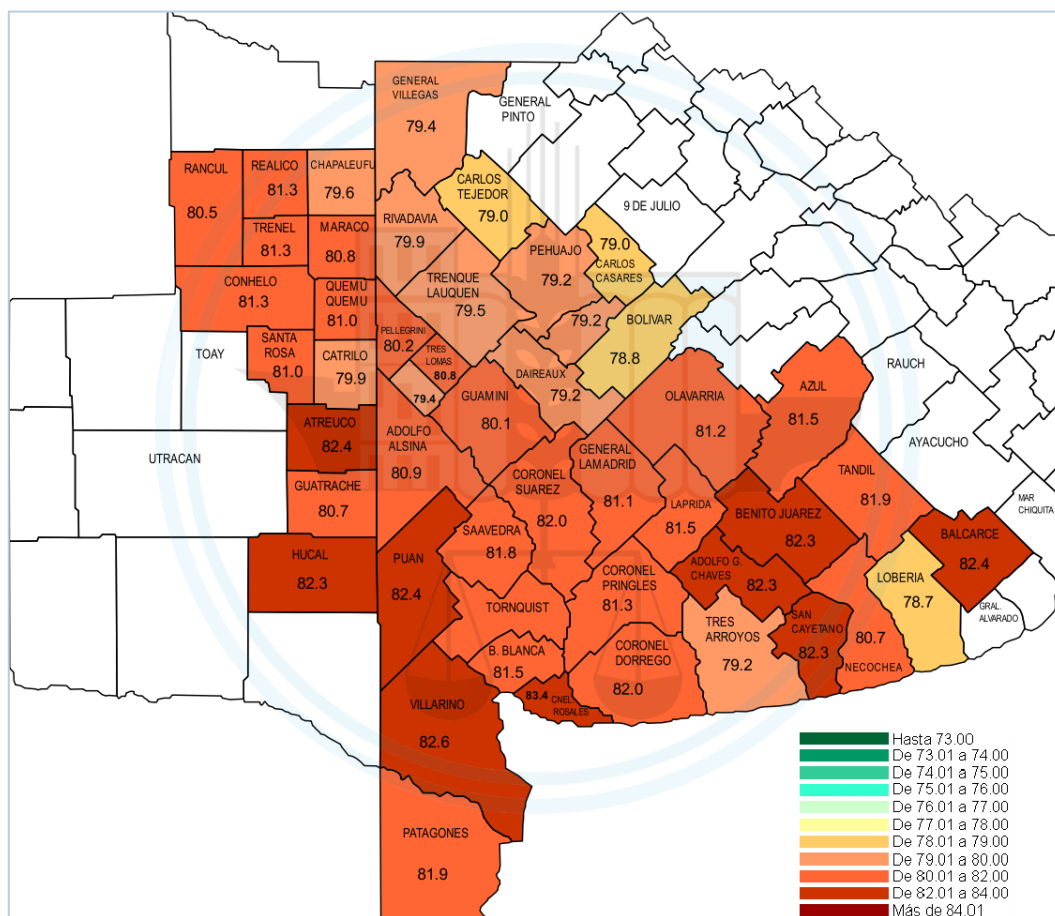 GENERAL
VILLEGAS
79.4
GENERAL
PINTO
RANCUL
80.5
REALICO
81.3
CHAPALEUFU
79.6
CARLOS
TEJEDOR
79.0
9 DE JULIO
TRENEL
81.3
MARACO
80.8
RIVADAVIA
79.9
PEHUAJO
79.2
79.0
CARLOS
CASARES
CONHELO
81.3
QUEMU
QUEMU
81.0
TRENQUE
LAUQUEN
79.5
79.2
BOLIVAR
78.8
TOAY
SANTA
ROSA
81.0
CATRILO
79.9
PELLEGRINI
80.2
TRES
LOMAS
80.8
79.4
DAIREAUX
79.2
RAUCH
GUAMINI
80.1
OLAVARRIA
81.2
AZUL
81.5
ATREUCO
82.4
ADOLFO
ALSINA
80.9
AYACUCHO
UTRACAN
GENERAL
LAMADRID
81.1
GUATRACHE
80.7
CORONEL
SUAREZ
82.0
LAPRIDA
81.5
TANDIL
81.9
MAR
CHIQUITA
BENITO JUAREZ
82.3
SAAVEDRA
81.8
BALCARCE
82.4
HUCAL
82.3
PUAN
82.4
ADOLFO G.
CHAVES
82.3
CORONEL
PRINGLES
81.3
LOBERIA
78.7
TORNQUIST
TRES
ARROYOS
79.2
SAN
CAYETANO
82.3
GRAL.
ALVARADO
80.7
NECOCHEA
B. BLANCA
81.5
CORONEL
DORREGO
82.0
83.4
CNEL.
ROSALES
VILLARINO
82.6
PATAGONES
81.9
Hasta 73.00
De 73.01 a 74.00
De 74.01 a 75.00
De 75.01 a 76.00
De 76.01 a 77.00
De 77.01 a 78.00
De 78.01 a 79.00
De 79.01 a 80.00
De 80.01 a 82.00
De 82.01 a 84.00
Más de 84.01